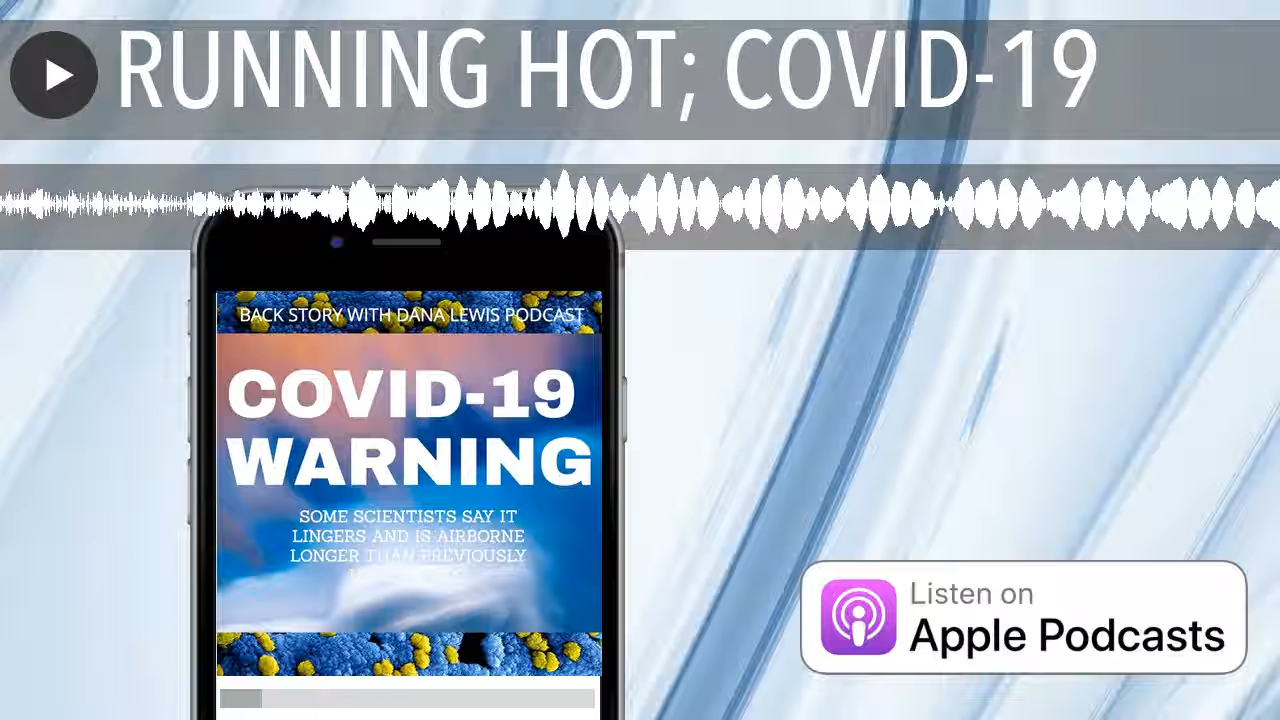 RUNNING HOT; COVID-19
BACK STORY WITH DANA LEWIS PODCAST
COVID-19
WARNING
SOME SCIENTISTS SAY IT
LINGERS AND IS AIRBORNE
LONGER THAN PREVIOUSLY
Listen on
Apple Podcasts